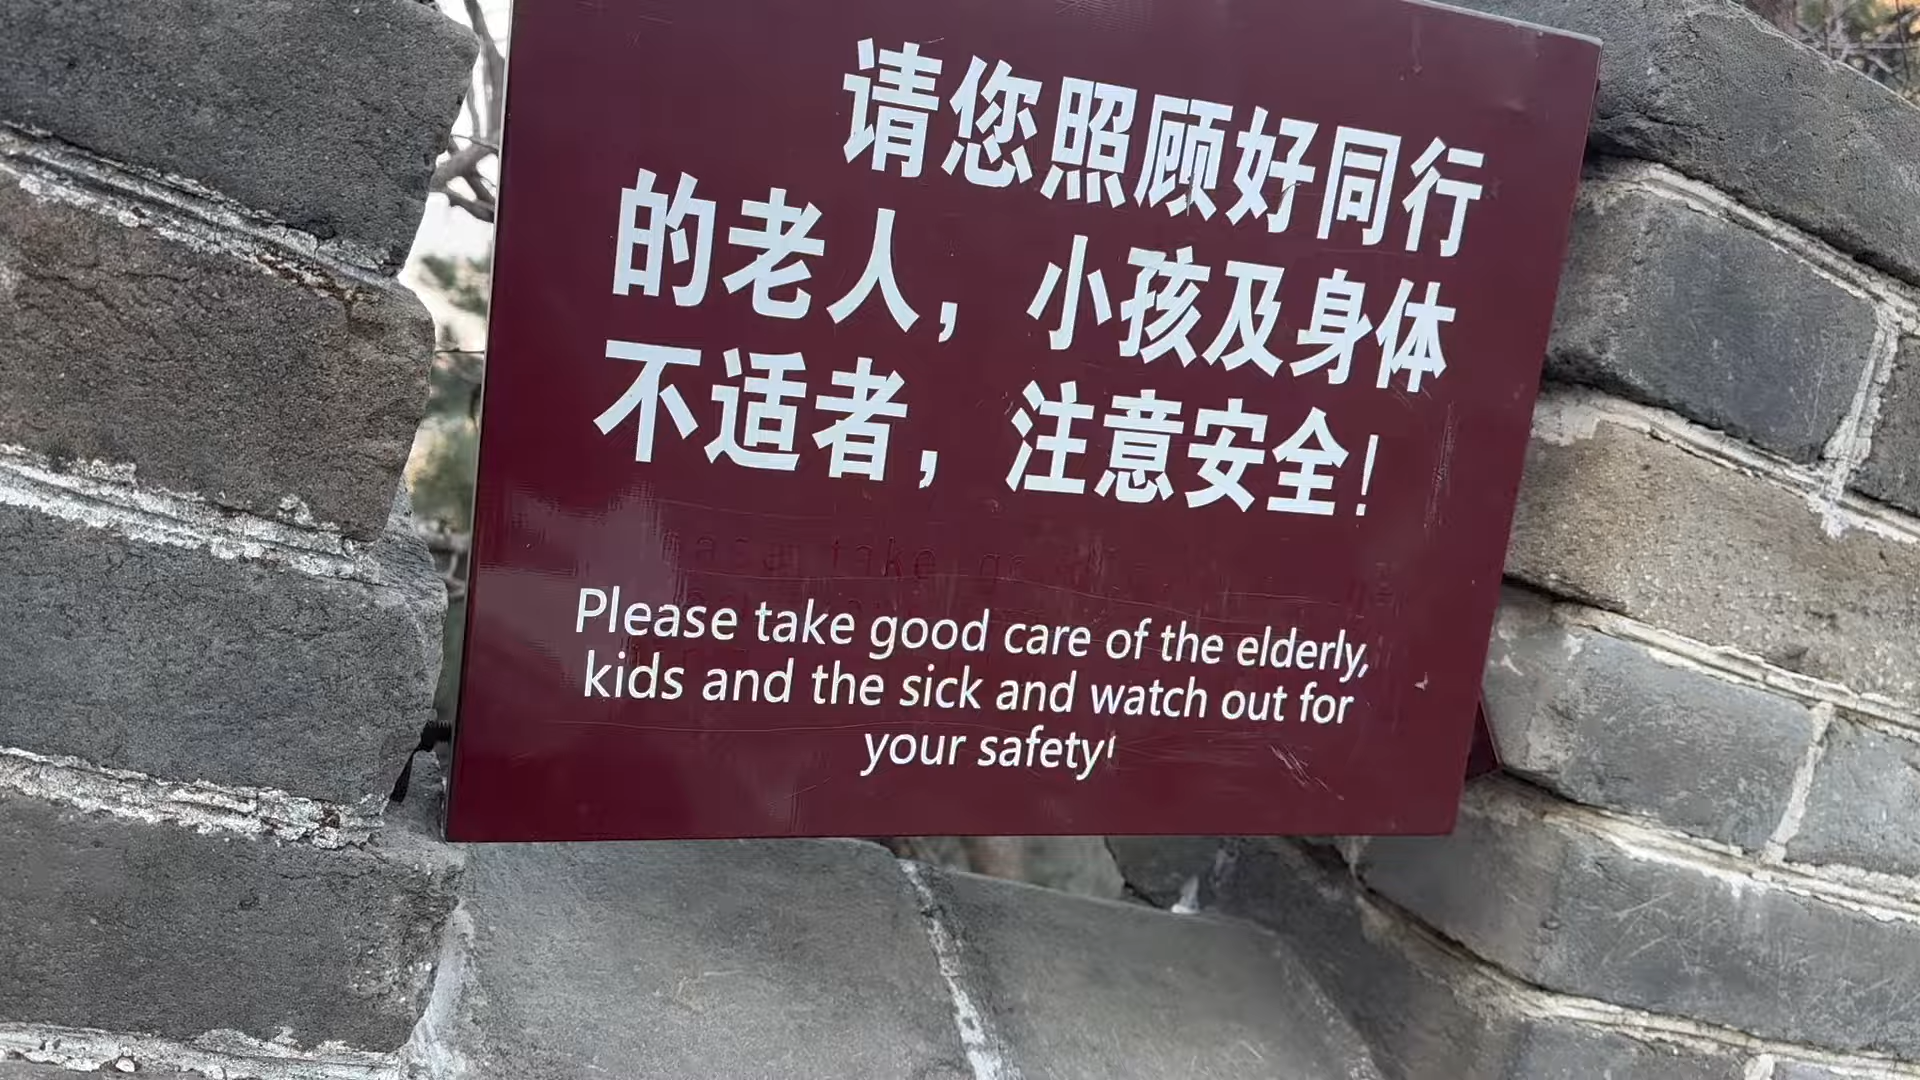 请您照顾好同行
的老人，小孩及身体
不适者，注意安全！
Please take good care of the elderly,
kids and the sick and watch out for
your safety!